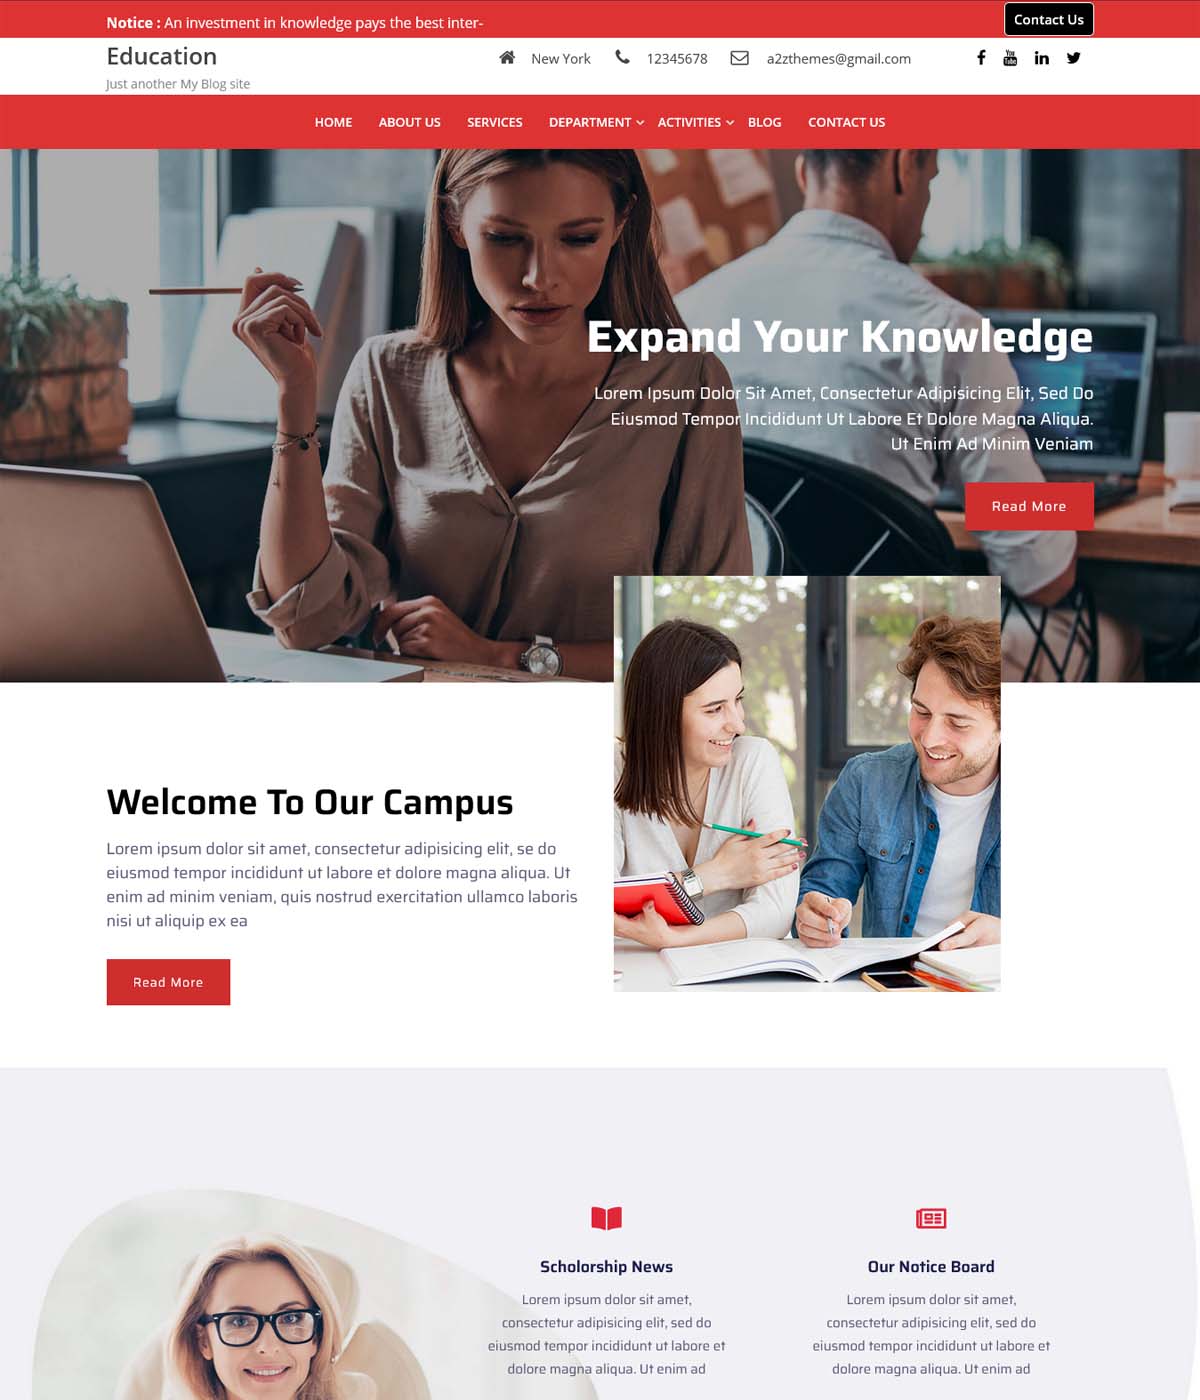 Notice : An investment in knowledge pays the best inter-
Contact Us
Education
Just another My Blog site
New York
12345678
a2zthemes@gmail.com
HOME ABOUT US SERVICES DEPARTMENT ACTIVITIES BLOG CONTACT US
Expand Your Knowledge
Lorem Ipsum Dolor Sit Amet, Consectetur Adipisicing Elit, Sed Do
Eiusmod Tempor Incididunt Ut Labore Et Dolore Magna Aliqua.
Ut Enim Ad Minim Veniam
Read More
Welcome To Our Campus
Lorem ipsum dolor sit amet, consectetur adipisicing elit, se do
eiusmod tempor incididunt ut labore et dolore magna aliqua. Ut
enim ad minim veniam, quis nostrud exercitation ullamco laboris
nisi ut aliquip ex ea
Read More
Scholorship News
Lorem ipsum dolor sit amet,
consectetur adipisicing elit, sed do
eiusmod tempor incididunt ut labore et
dolore magna aliqua. Ut enim ad
Our Notice Board
Lorem ipsum dolor sit amet,
consectetur adipisicing elit, sed do
eiusmod tempor incididunt ut labore et
dolore magna aliqua. Ut enim ad